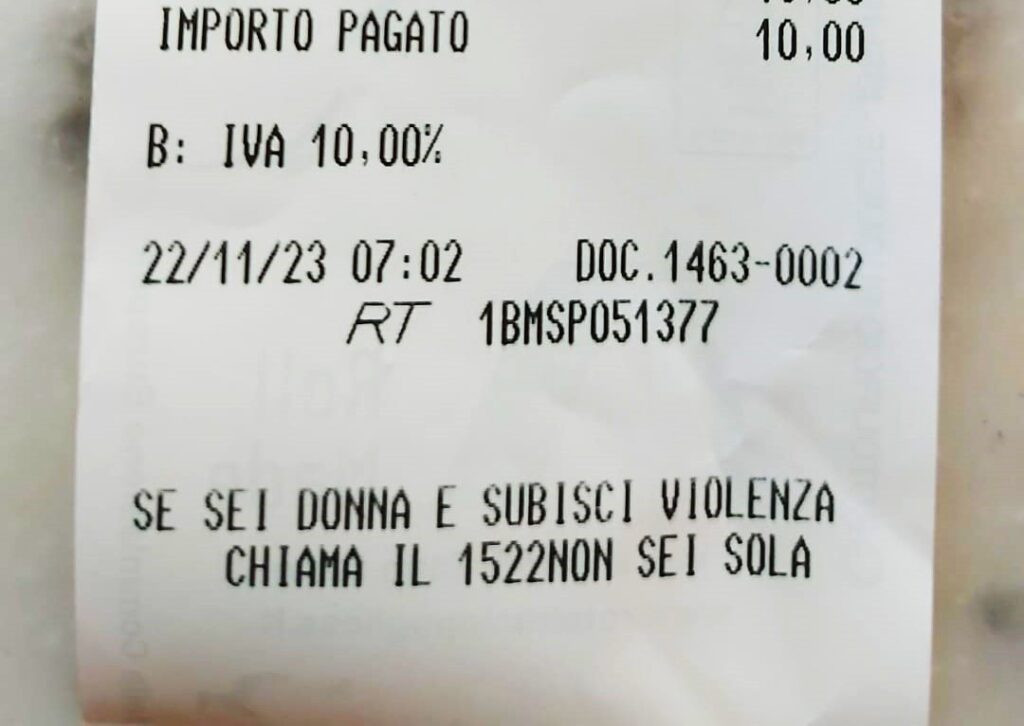 IMPORTO PAGATO 10,00
B: IVA 10,00%
22/11/23 07:02 DOC.1463-0002
RT 1BMSP051377
SE SEI DONNA E SUBISCI VIOLENZA
CHIAMA IL 1522NON SEI SOLA